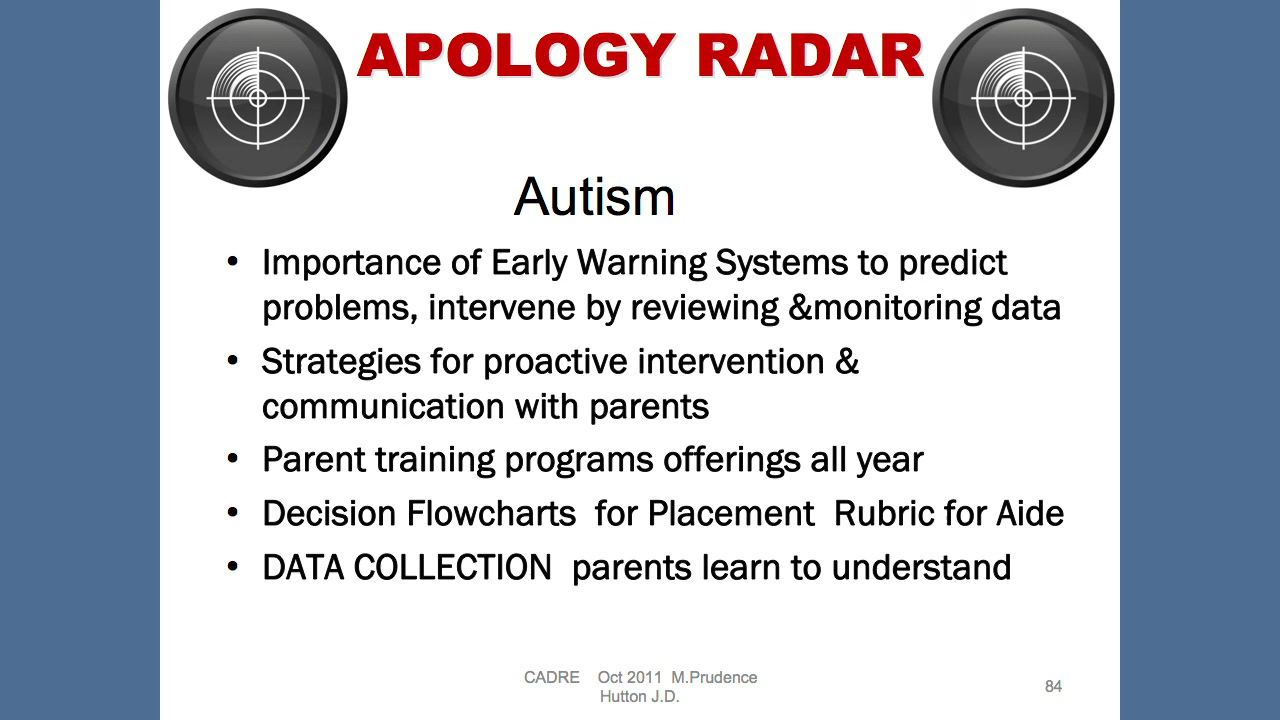 APOLOGY RADAR
Autism
• Importance of Early Warning Systems to predict
problems, intervene by reviewing &monitoring data
• Strategies for proactive intervention &
communication with parents
• Parent training programs offerings all year
• Decision Flowcharts  for Placement  Rubric for Aide
• DATA COLLECTION  parents learn to understand
CADRE    Oct 2011  M.Prudence
Hutton J.D.
84